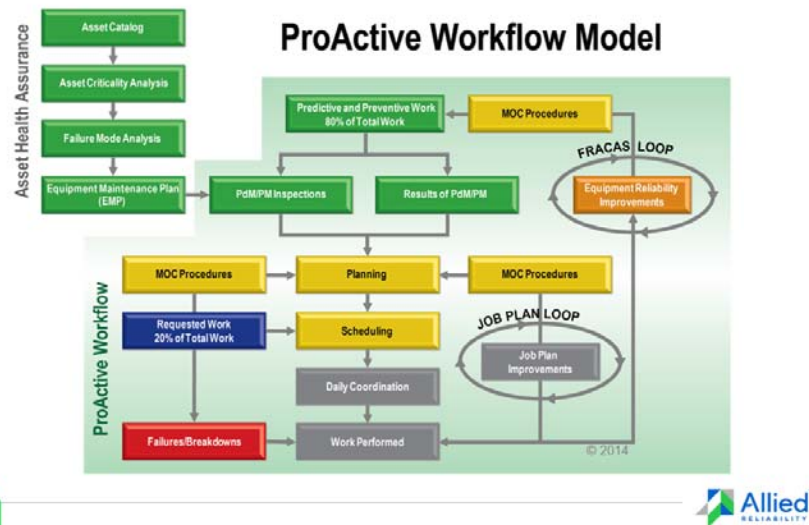 ProActive Workflow Model
Asset Health Assurance
Asset Catalog
Asset Criticality Analysis
Failure Mode Analysis
Equipment Maintenance Plan
(EMP)
Predictive and Preventive Work
80% of Total Work
MOC Procedures
FRACAS LOOP
Equipment Reliability
Improvements
PdM/PM Inspections
Results of PdM/PM
ProActive Workflow
MOC Procedures
Planning
MOC Procedures
Requested Work
20% of Total Work
Scheduling
JOB PLAN LOOP
Job Plan
Improvements
Daily Coordination
Failures/Breakdowns
Work Performed
© 2014
Allied
RELIABILITY